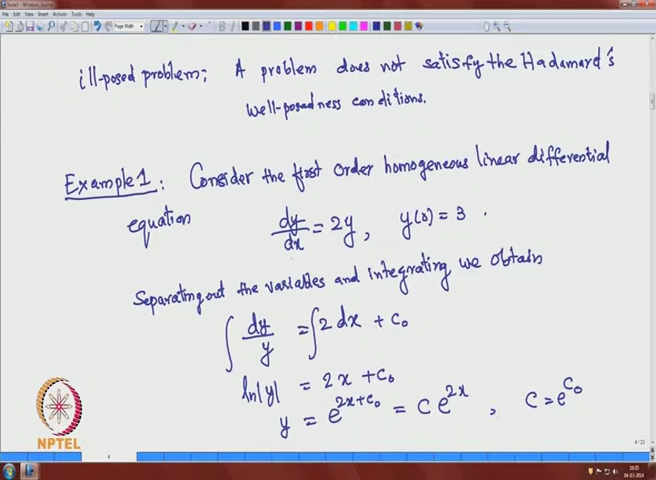 ill-posed problem; A problem does not satisfy the Hadamard's
well-posedness conditions.
Example 1: Consider the first order homogeneous linear differential
equation dy/dx = 2y, y(0) = 3
Separating out the variables and integrating we obtain
∫ dy/y = ∫ 2 dx + c₀
ln|y| = 2x + c₀
y = e^{2x+c₀} = c e^{2x}, c = e^{c₀}
NPTEL